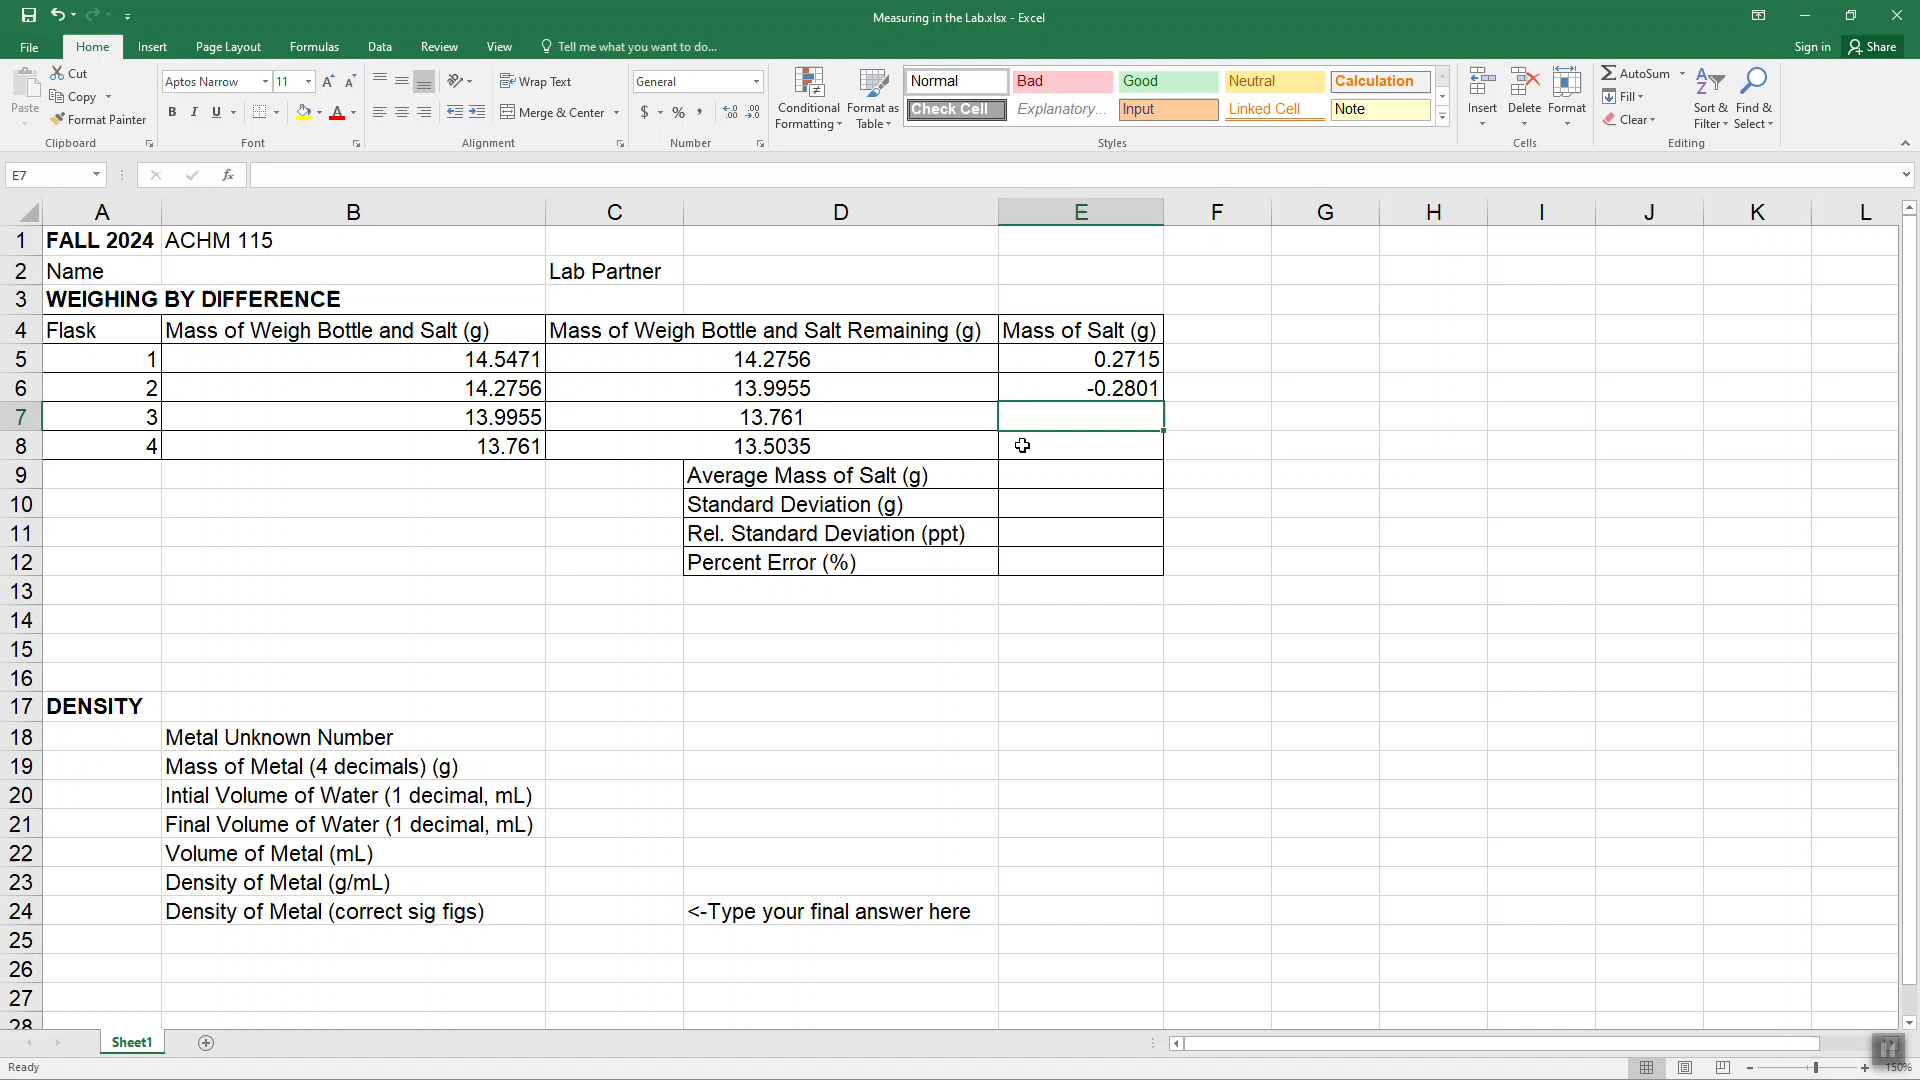 Measuring in the Lab.xlsx - Excel
File Home Insert Page Layout Formulas Data Review View Tell me what you want to do... Sign in Share
Paste Cut Copy Format Painter Clipboard
Aptos Narrow 11 B I U A Font
Wrap Text Merge & Center Alignment
General $ % , Number
Conditional Formatting Format as Table
Normal Bad Good Neutral Calculation
Check Cell Explanatory... Input Linked Cell Note
Styles
Insert Delete Format Cells
AutoSum Fill Clear Sort & Filter Find & Select Editing
E7 fx
A B C D E F G H I J K L
1 FALL 2024 ACHM 115
2 Name Lab Partner
3 WEIGHING BY DIFFERENCE
4 Flask Mass of Weigh Bottle and Salt (g) Mass of Weigh Bottle and Salt Remaining (g) Mass of Salt (g)
5 1 14.5471 14.2756 0.2715
6 2 14.2756 13.9955 -0.2801
7 3 13.9955 13.761
8 4 13.761 13.5035
9 Average Mass of Salt (g)
10 Standard Deviation (g)
11 Rel. Standard Deviation (ppt)
12 Percent Error (%)
13
14
15
16
17 DENSITY
18 Metal Unknown Number
19 Mass of Metal (4 decimals) (g)
20 Intial Volume of Water (1 decimal, mL)
21 Final Volume of Water (1 decimal, mL)
22 Volume of Metal (mL)
23 Density of Metal (g/mL)
24 Density of Metal (correct sig figs) <-Type your final answer here
25
26
27
28
Sheet1
Ready 150%